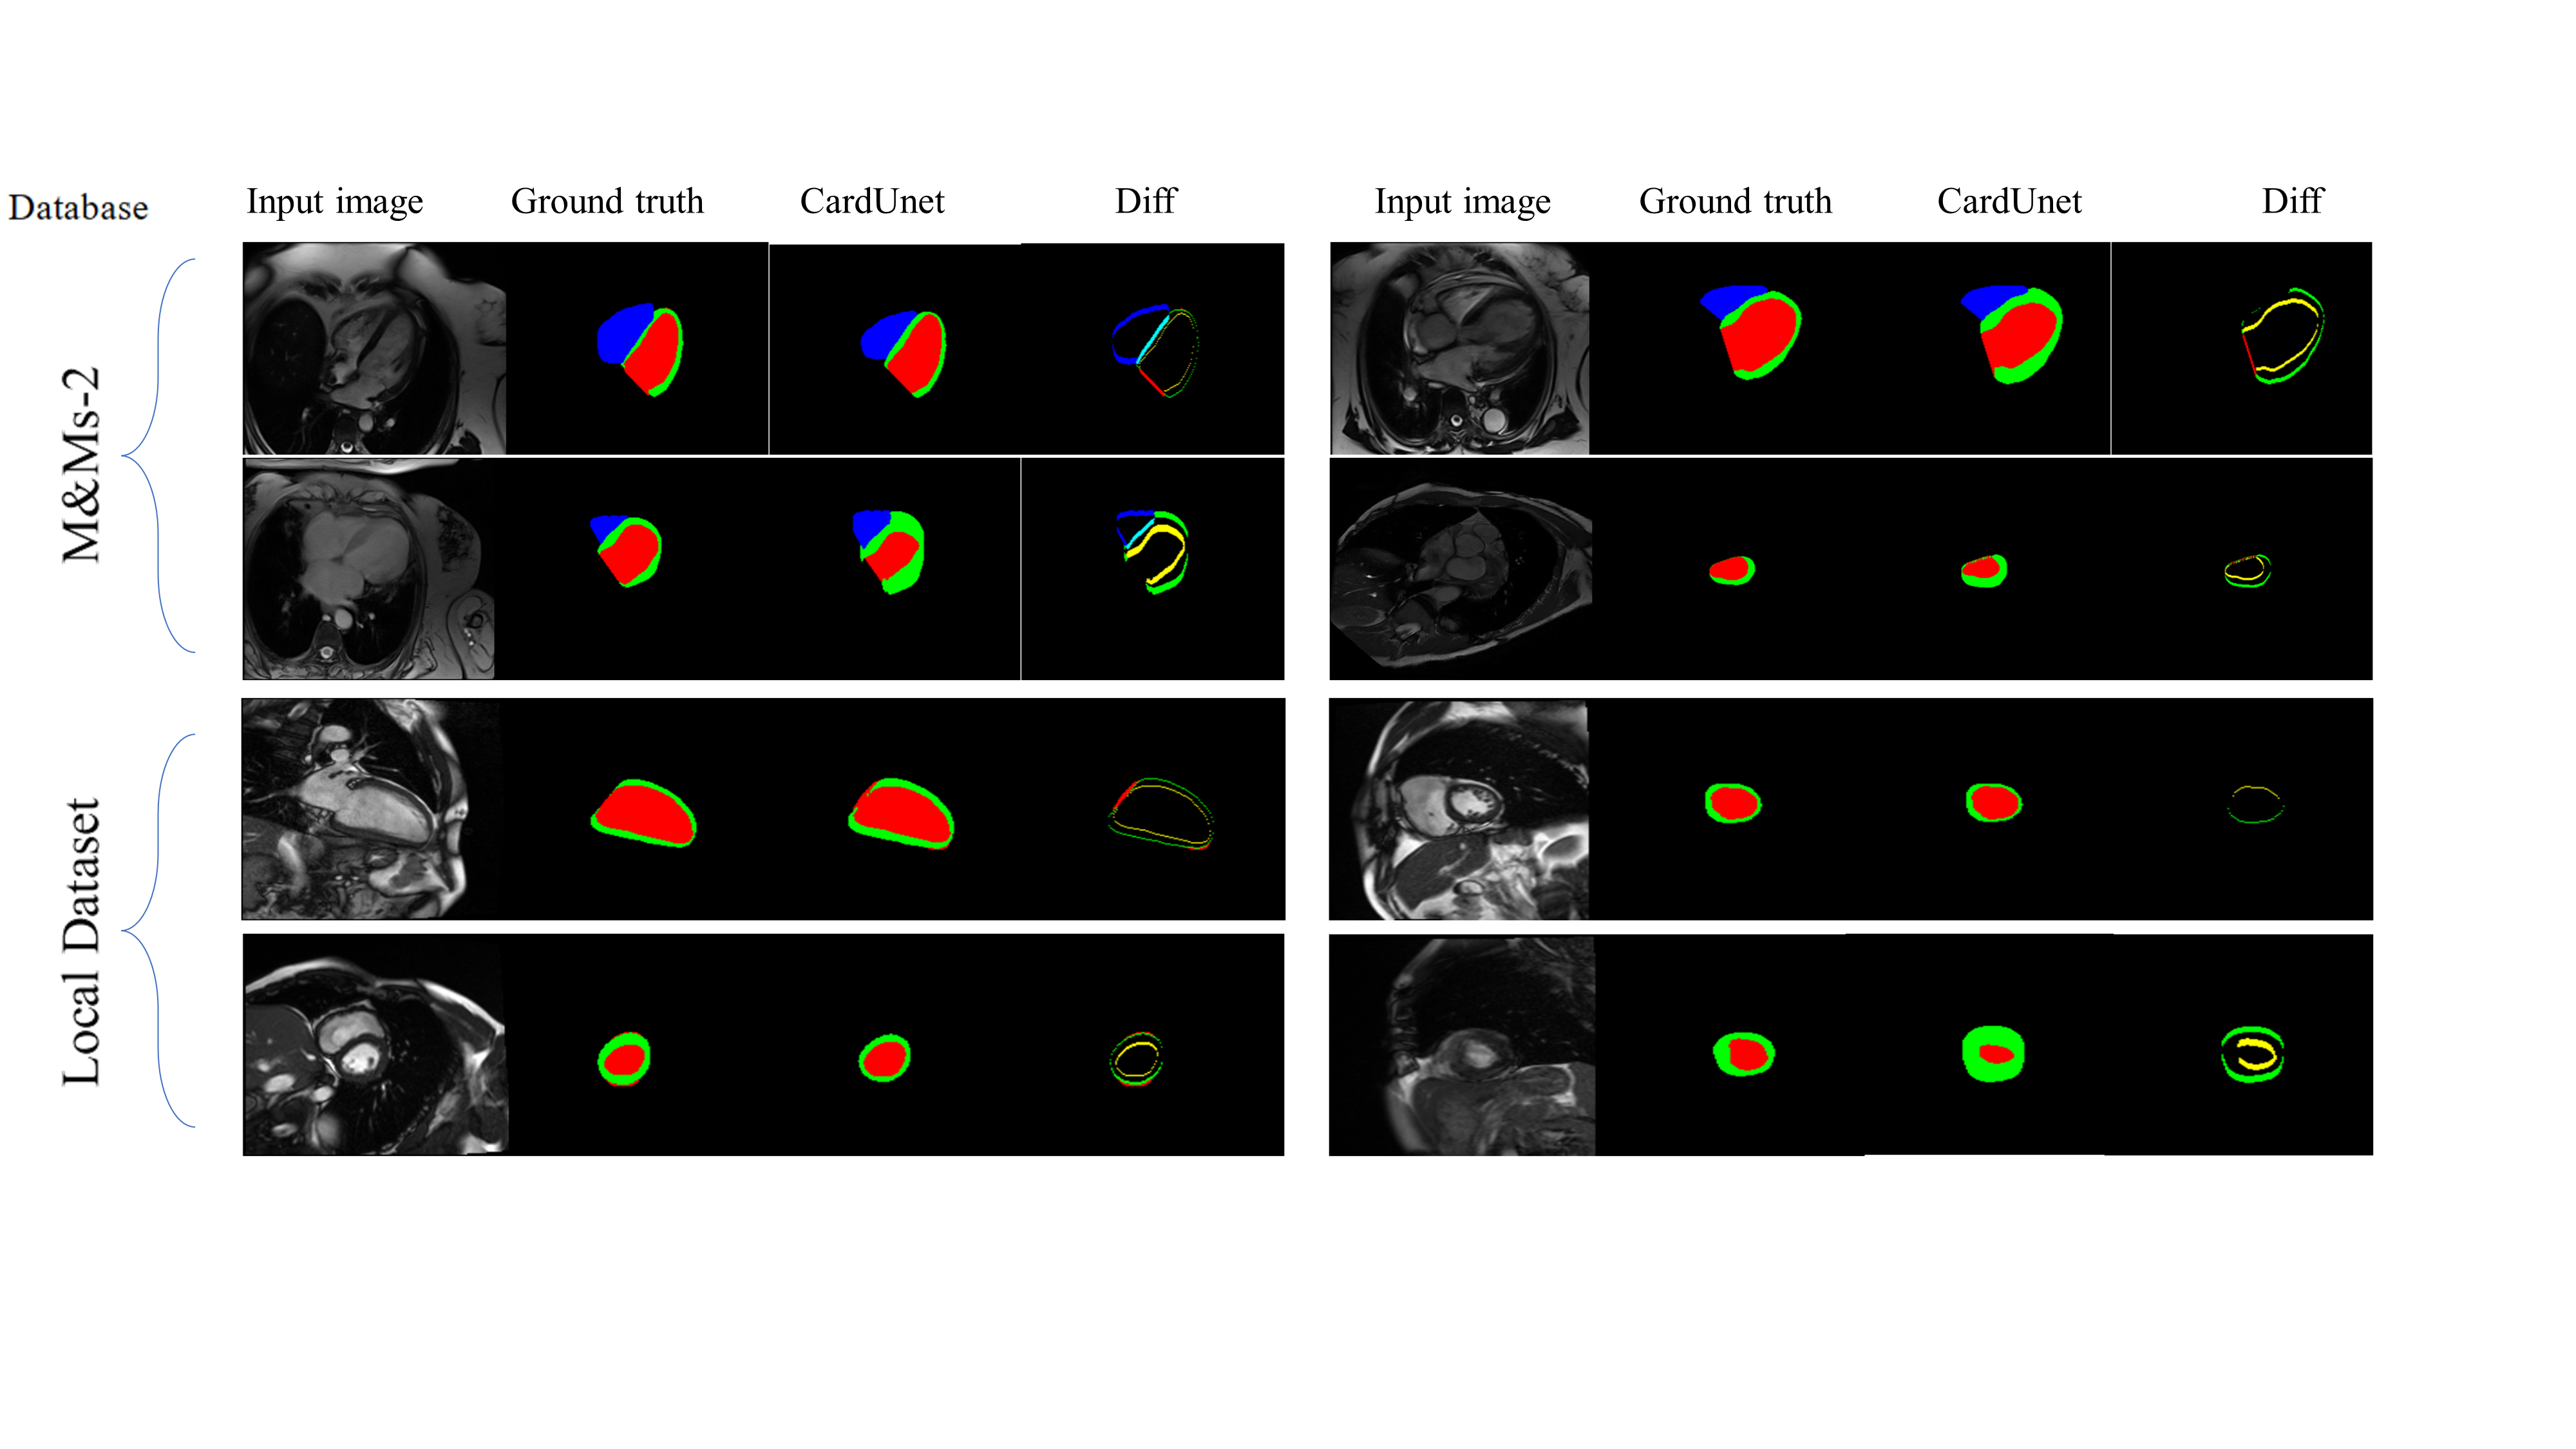 Database
Input image
Ground truth
CardUnet
Diff
Input image
Ground truth
CardUnet
Diff
M&Ms-2
Local Dataset